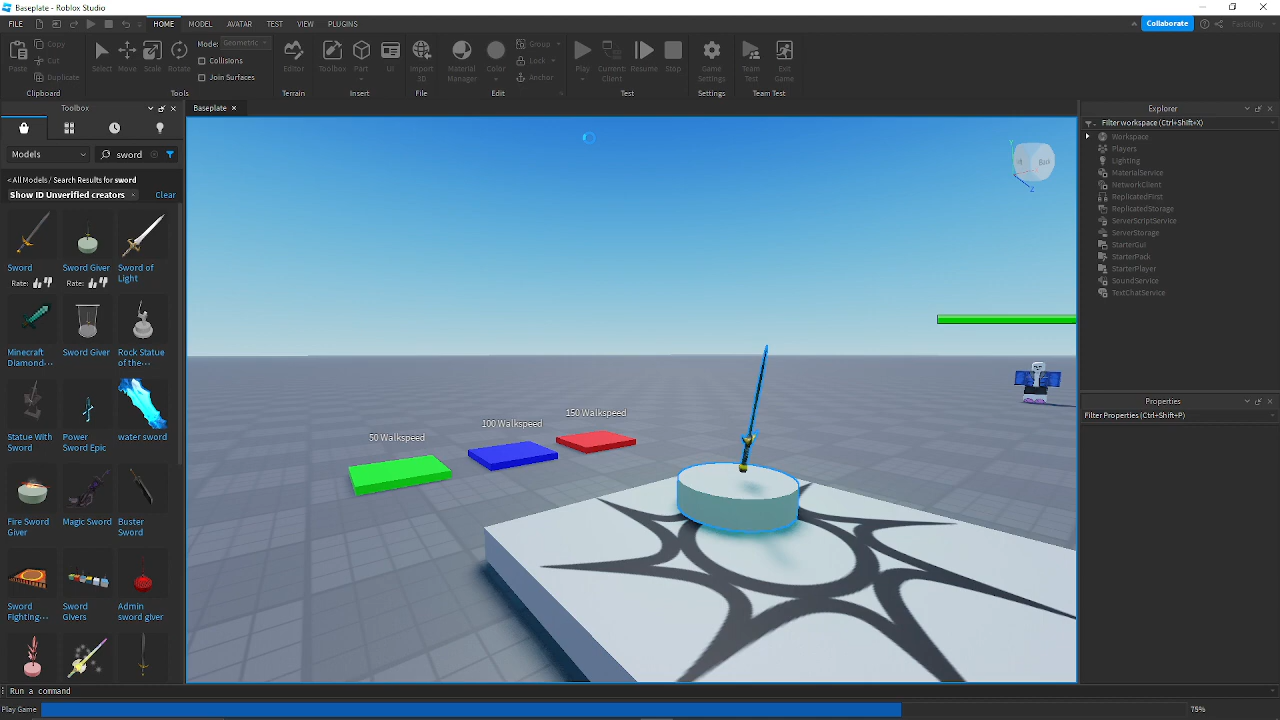 Baseplate - Roblox Studio
FILE
HOME MODEL AVATAR TEST VIEW PLUGINS
Collaborate
Paste
Copy
Cut
Duplicate
Clipboard
Select Move Scale Rotate
Mode: Geometric
Collisions
Join Surfaces
Tools
Editor
Terrain
Toolbox Part UI
Insert
Import 3D
File
Material Manager
Color
Group
Lock
Anchor
Edit
Play
Current: Client
Resume Stop
Test
Game Settings
Settings
Team Test
Exit Game
Team Test
Toolbox
Baseplate
Models
sword
<All Models / Search Results for sword
Show ID Unverified creators
Clear
Sword Sword Giver Sword of Light
Rate: Rate:
Minecraft Diamond... Sword Giver Rock Statue of the...
Statue With Sword Power Sword Epic water sword
Fire Sword Giver Magic Sword Buster Sword
Sword Fighting... Sword Givers Admin sword giver
50 Walkspeed
100 Walkspeed
150 Walkspeed
Back
Explorer
Filter workspace (Ctrl+Shift+X)
Workspace
Players
Lighting
MaterialService
NetworkClient
ReplicatedFirst
ReplicatedStorage
ServerScriptService
ServerStorage
StarterGui
StarterPack
StarterPlayer
SoundService
TextChatService
Properties
Filter Properties (Ctrl+Shift+P)
Run a command
Play Game
75%